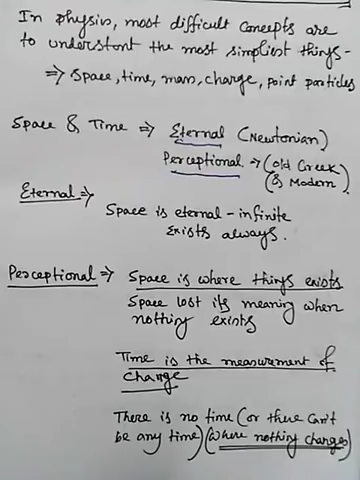 In physics, most difficult concepts are
to understant the most simpliest things -
⇒ Space, time, mass, charge, point particles
Space & Time ⇒ Eternal (Newtonian)
Perceptional → (old Greek
& Modern)
Eternal ⇒
Space is eternal - infinite
exists always.
Perceptional ⇒ Space is where things exists
Space lost its meaning when
nothing exists
Time is the measurement of
change
There is no time (or there can't
be any time) (where nothing changes)